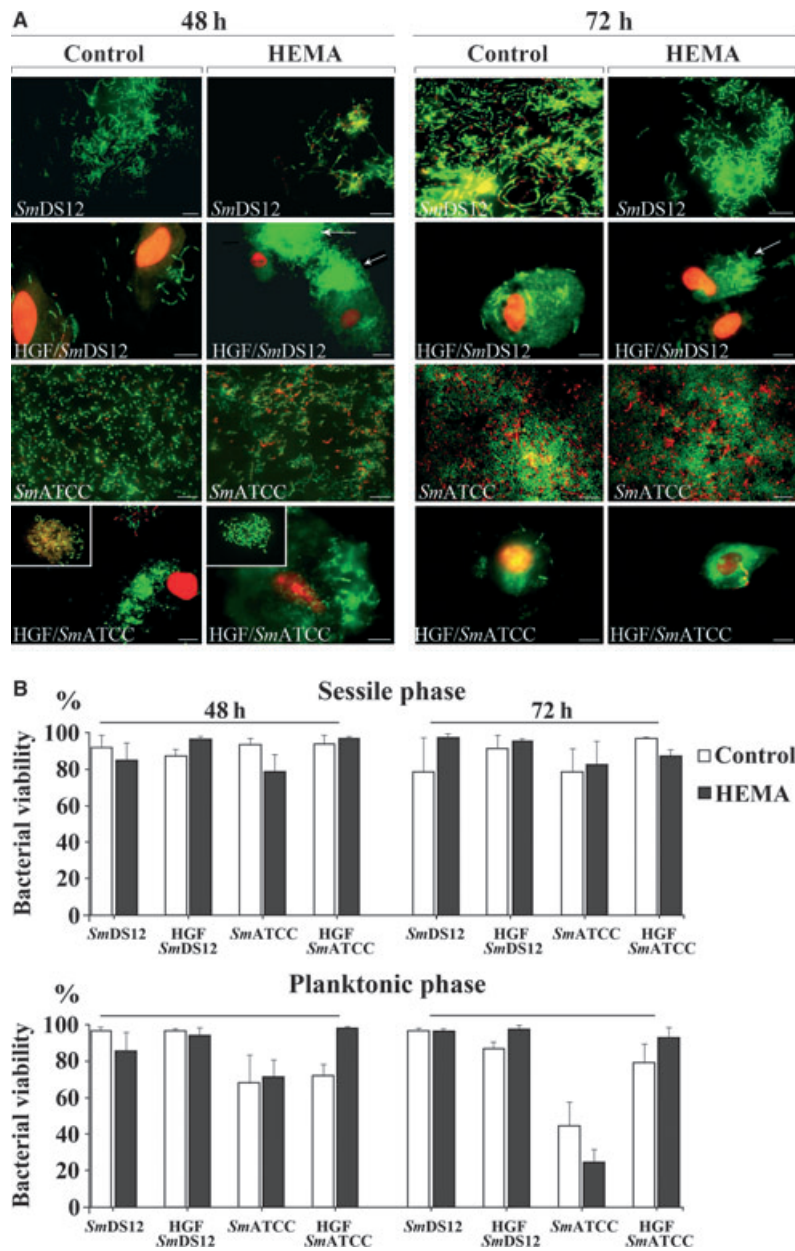 A
48 h
72 h
Control
HEMA
Control
HEMA
SmDS12
SmDS12
SmDS12
SmDS12
HGF/SmDS12
HGF/SmDS12
HGF/SmDS12
HGF/SmDS12
SmATCC
SmATCC
SmATCC
SmATCC
HGF/SmATCC
HGF/SmATCC
HGF/SmATCC
HGF/SmATCC
B
%
Sessile phase
48 h
72 h
Bacterial viability
100
80
60
40
20
0
Control
HEMA
SmDS12
HGF
SmDS12
SmATCC
HGF
SmATCC
SmDS12
HGF
SmDS12
SmATCC
HGF
SmATCC
%
Planktonic phase
Bacterial viability
100
80
60
40
20
0
SmDS12
HGF
SmDS12
SmATCC
HGF
SmATCC
SmDS12
HGF
SmDS12
SmATCC
HGF
SmATCC